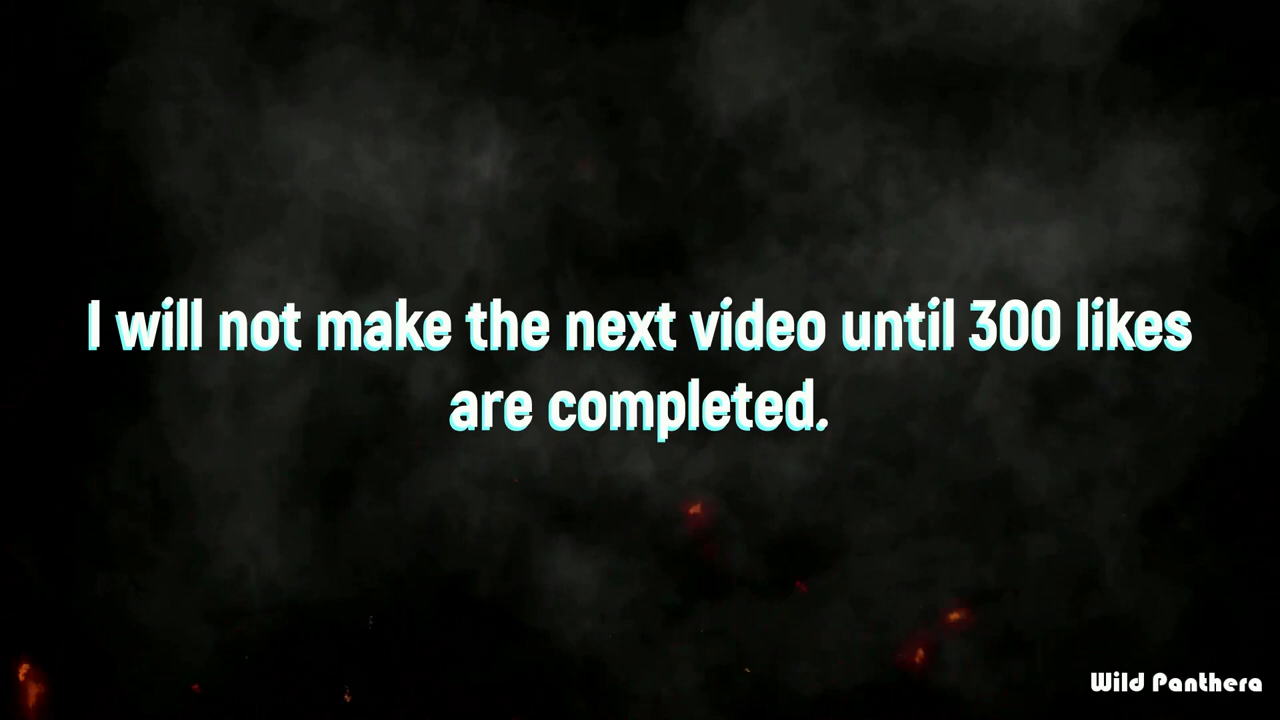 I will not make the next video until 300 likes
are completed.
Wild Panthera